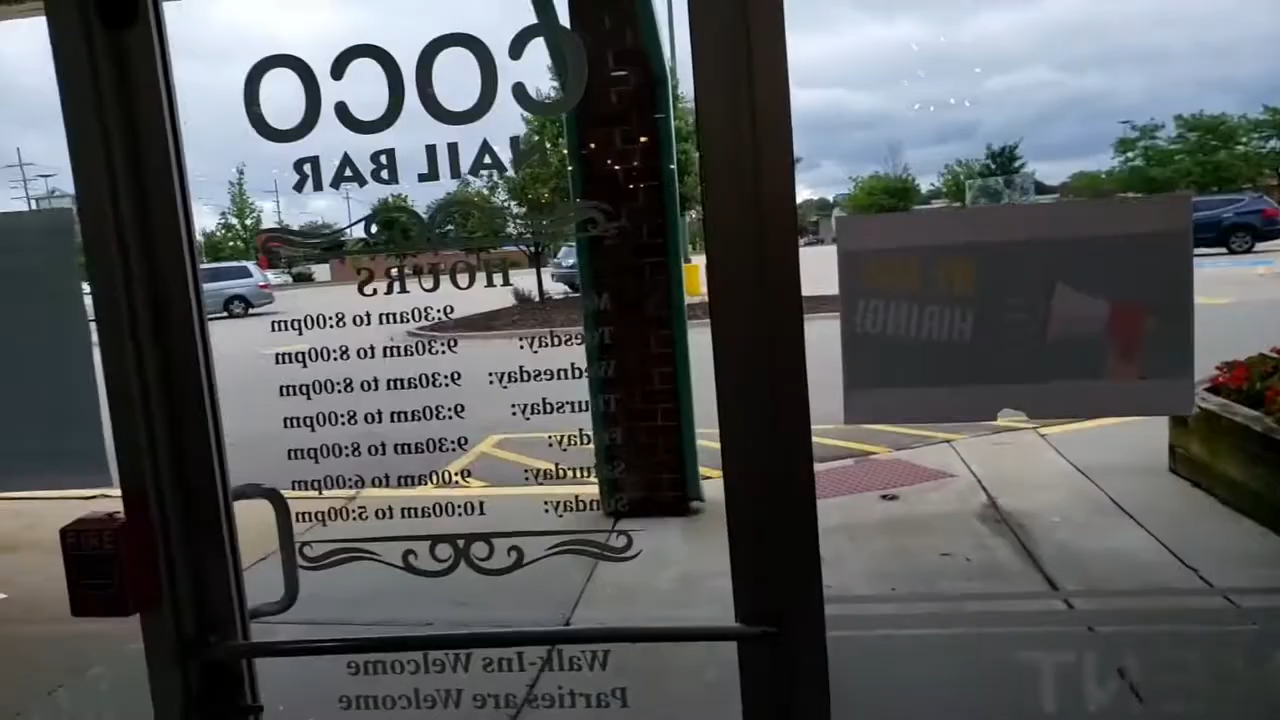 COCO
NAIL BAR
HOURS
9:30am to 8:00pm
Tuesday: 9:30am to 8:00pm
Wednesday: 9:30am to 8:00pm
Thursday: 9:30am to 8:00pm
Friday: 9:30am to 8:00pm
Saturday: 9:00am to 6:00pm
Sunday: 10:00am to 5:00pm
Walk-Ins Welcome
Parties are Welcome
HIRING!
FIRE